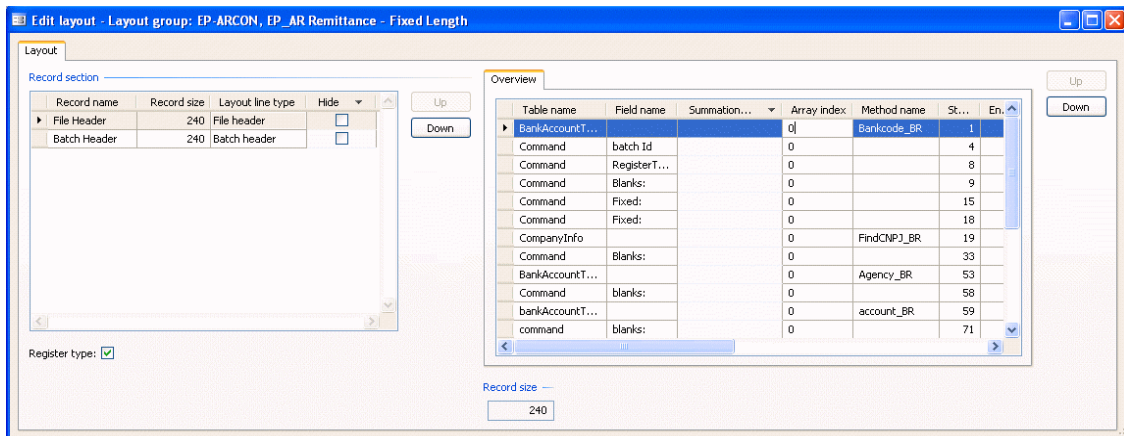 Edit layout - Layout group: EP-ARCON, EP_AR Remittance - Fixed Length
Layout
Record section
Record name Record size Layout line type Hide
File Header 240 File header
Batch Header 240 Batch header
Up
Down
Register type:
Overview
Table name Field name Summation... Array index Method name St... En.
BankAccountT... 0 Bankcode_BR 1
Command batch Id 0 4
Command RegisterT... 0 8
Command Blanks: 0 9
Command Fixed: 0 15
Command Fixed: 0 18
CompanyInfo 0 FindCNPJ_BR 19
Command Blanks: 0 33
BankAccountT... 0 Agency_BR 53
Command blanks: 0 58
bankAccountT... 0 account_BR 59
command blanks: 0 71
Up
Down
Record size
240